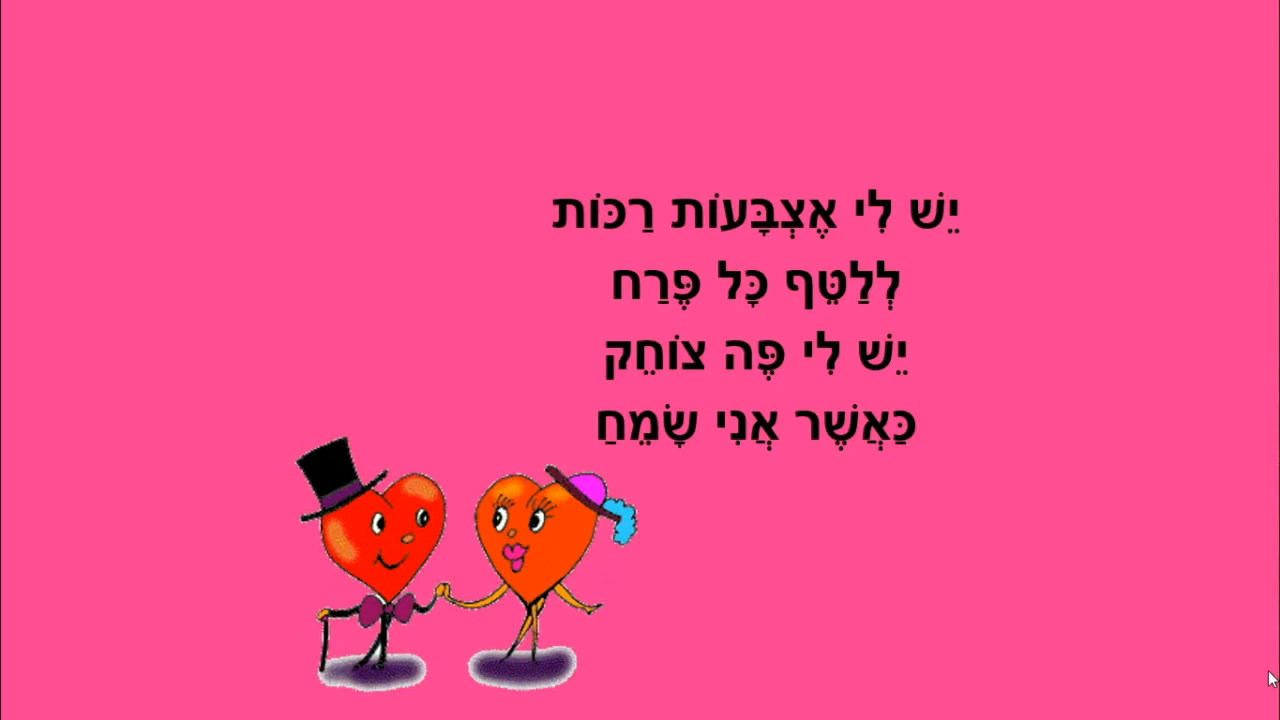 יֵשׁ לִי אֶצְבָּעוֹת רַכּוֹת
לְלַטֵּף כָּל פֶּרַח
יֵשׁ לִי פֶּה צוֹחֵק
כַּאֲשֶׁר אֲנִי שָׂמֵחַ